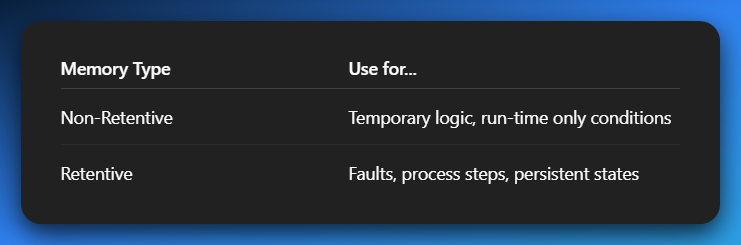 Memory Type Use for...
Non-Retentive Temporary logic, run-time only conditions
Retentive Faults, process steps, persistent states